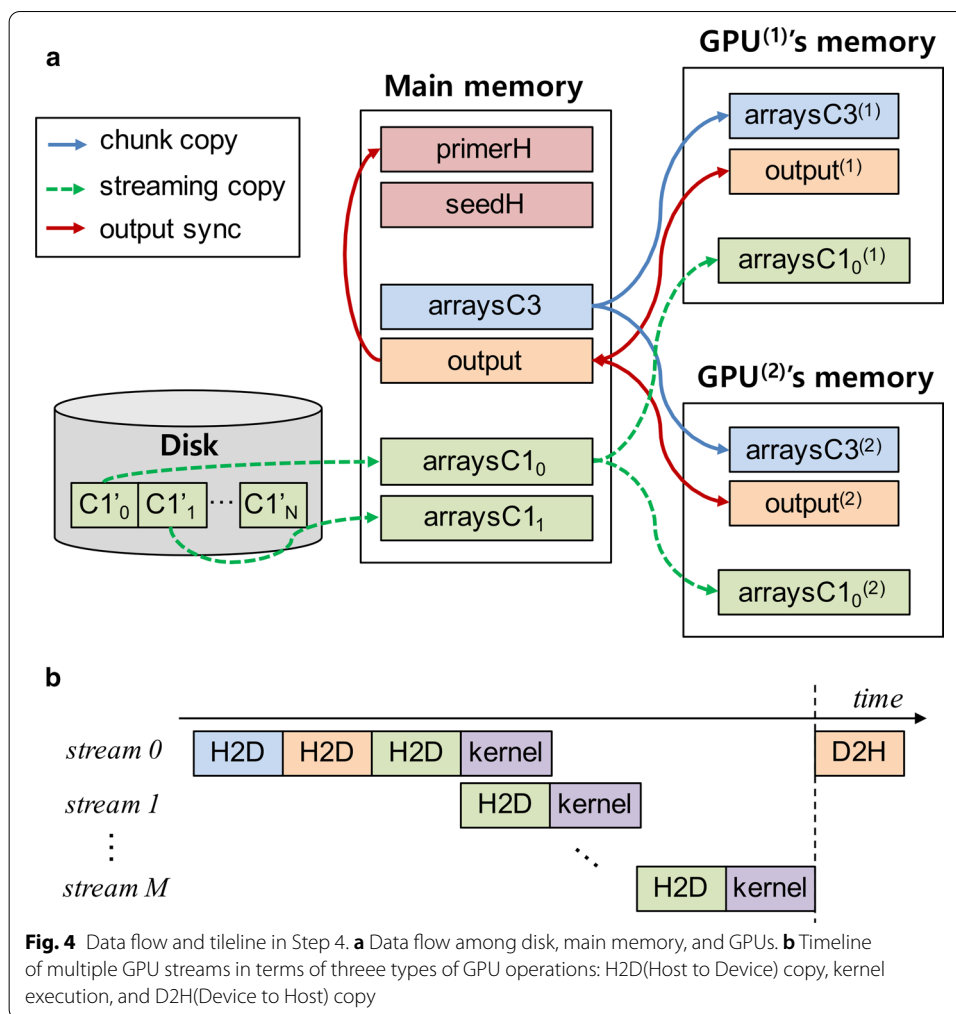 a
chunk copy
streaming copy
output sync
Main memory
primerH
seedH
arraysC3
output
arraysC1₀
arraysC1₁
Disk
C1'₀ C1'₁ ··· C1'N
GPU⁽¹⁾'s memory
arraysC3⁽¹⁾
output⁽¹⁾
arraysC1₀⁽¹⁾
GPU⁽²⁾'s memory
arraysC3⁽²⁾
output⁽²⁾
arraysC1₀⁽²⁾
b
time
stream 0 H2D H2D H2D kernel D2H
stream 1 H2D kernel
⋮ ⋱
stream M H2D kernel
Fig. 4 Data flow and tileline in Step 4. a Data flow among disk, main memory, and GPUs. b Timeline
of multiple GPU streams in terms of threee types of GPU operations: H2D(Host to Device) copy, kernel
execution, and D2H(Device to Host) copy